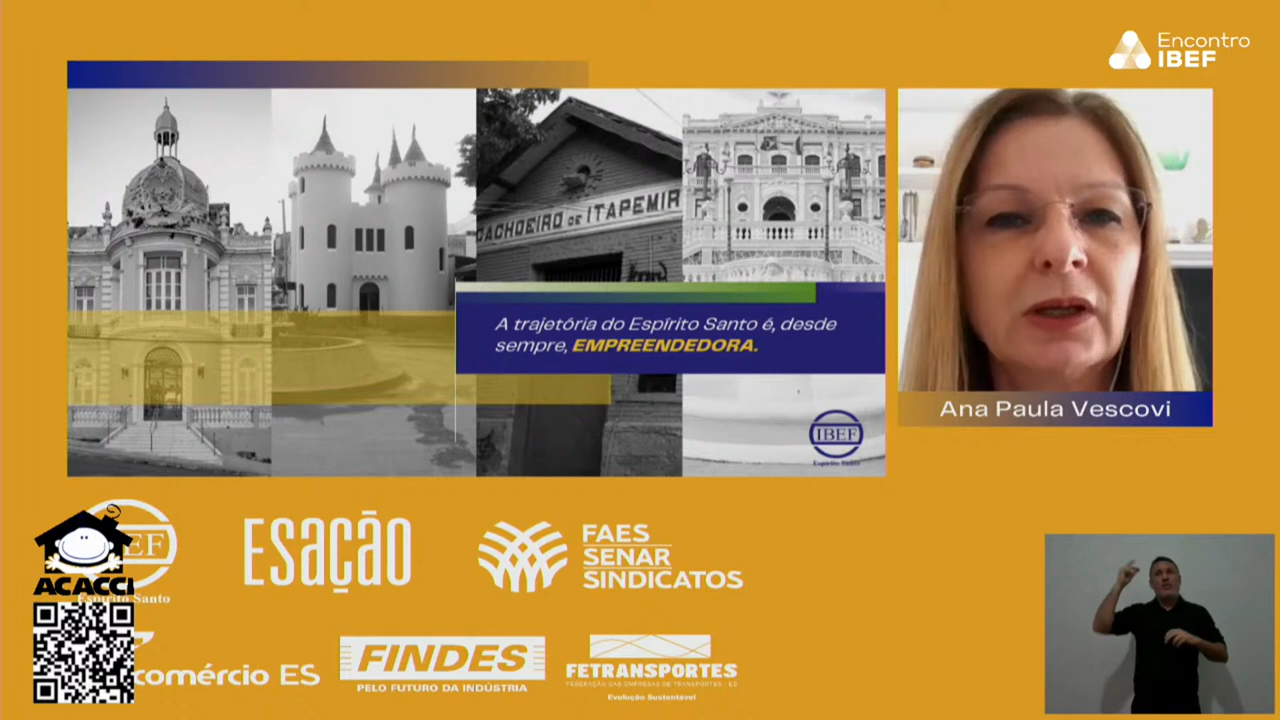 Encontro
IBEF
CACHOEIRO DE ITAPEMIR
A trajetória do Espírito Santo é, desde
sempre, EMPREENDEDORA.
IBEF
Espírito Santo
Ana Paula Vescovi
EF
Espírito Santo
ACACCI
ESAÇÃO
FAES
SENAR
SINDICATOS
comércio ES
FINDES
PELO FUTURO DA INDÚSTRIA
FETRANSPORTES
FEDERAÇÃO DAS EMPRESAS DE TRANSPORTES - ES
Evolução Sustentável